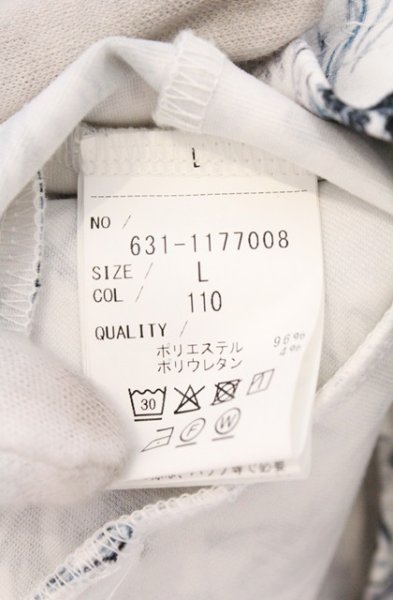 L
NO / 631-1177008
SIZE / L
COL / 110
QUALITY /
ポリエステル 96%
ポリウレタン 4%
30
F W